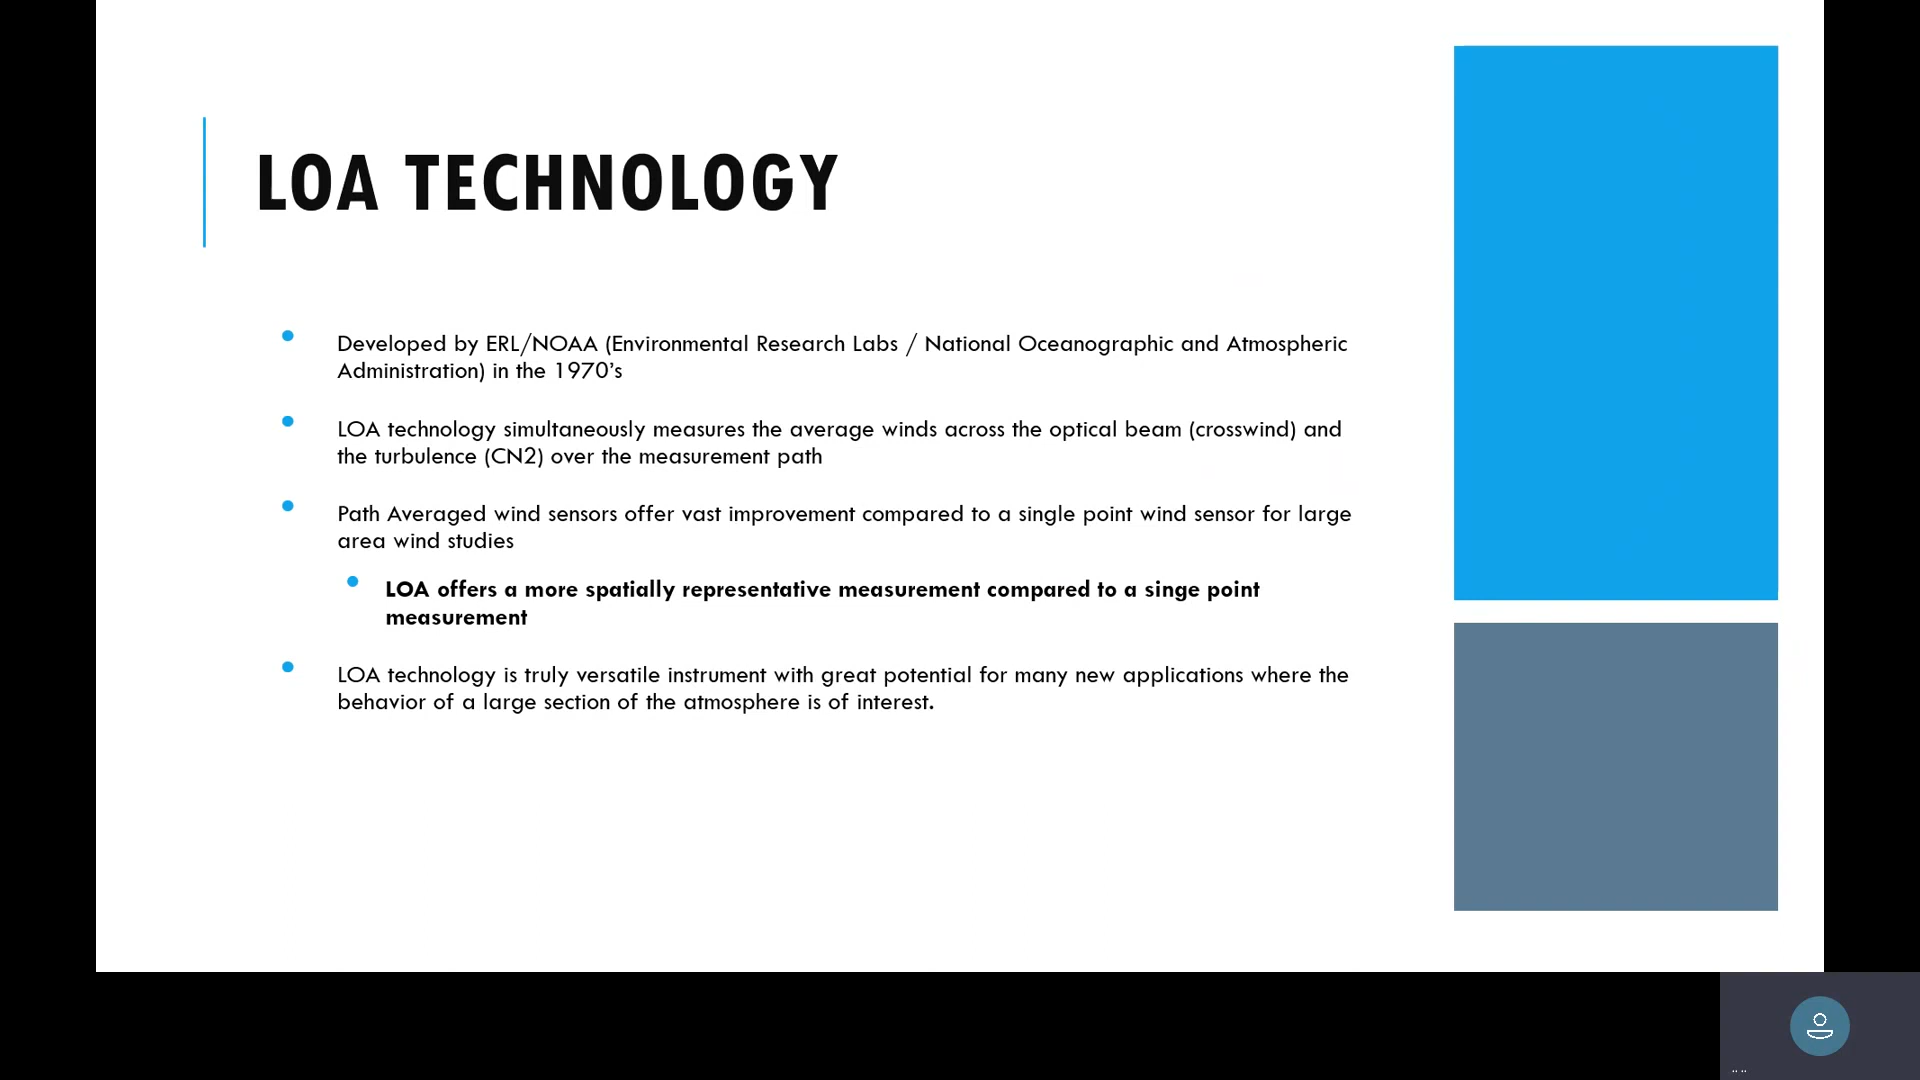 LOA TECHNOLOGY
Developed by ERL/NOAA (Environmental Research Labs / National Oceanographic and Atmospheric
Administration) in the 1970’s
LOA technology simultaneously measures the average winds across the optical beam (crosswind) and
the turbulence (CN2) over the measurement path
Path Averaged wind sensors offer vast improvement compared to a single point wind sensor for large
area wind studies
LOA offers a more spatially representative measurement compared to a singe point
measurement
LOA technology is truly versatile instrument with great potential for many new applications where the
behavior of a large section of the atmosphere is of interest.